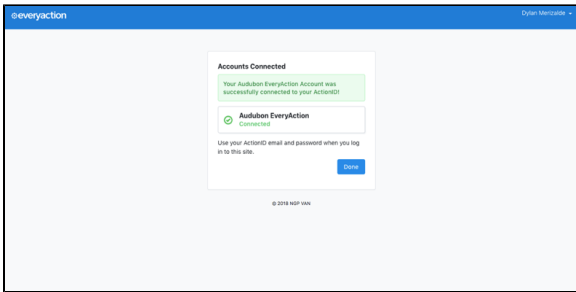 everyaction
Dylan Merizalde
Accounts Connected
Your Audubon EveryAction Account was
successfully connected to your ActionID!
Audubon EveryAction
Connected
Use your ActionID email and password when you log
in to this site.
Done
© 2018 NGP VAN